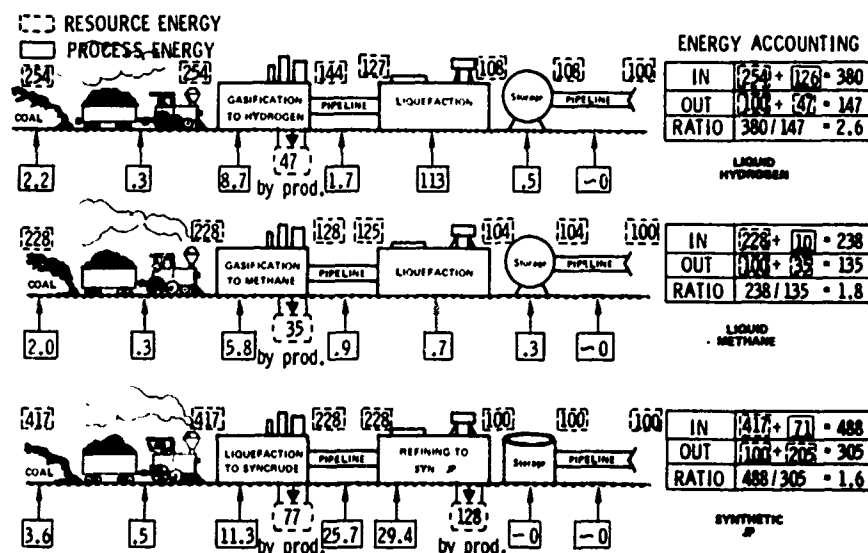 RESOURCE ENERGY
PROCESS ENERGY
ENERGY ACCOUNTING
254 254 144 127 108 108 100
COAL
GASIFICATION
TO HYDROGEN
PIPELINE
LIQUEFACTION
Storage
PIPELINE
47
by prod.
2.2 .3 8.7 1.7 113 .5 ~0
IN 254 + 126 = 380
OUT 100 + 47 = 147
RATIO 380/147 = 2.6
LIQUID
HYDROGEN
228 228 128 125 104 104 100
COAL
GASIFICATION
TO METHANE
PIPELINE
LIQUEFACTION
Storage
PIPELINE
35
by prod.
2.0 .3 5.8 .9 .7 .3 ~0
IN 228 + 10 = 238
OUT 100 + 35 = 135
RATIO 238/135 = 1.8
LIQUID
METHANE
417 417 228 228 100 100 100
COAL
LIQUEFACTION
TO SYNCRUDE
PIPELINE
REFINING TO
SYN JP
Storage
PIPELINE
77
by prod.
128
by prod.
3.6 .5 11.3 25.7 29.4 ~0 ~0
IN 417 + 71 = 488
OUT 100 + 205 = 305
RATIO 488/305 = 1.6
SYNTHETIC
JP